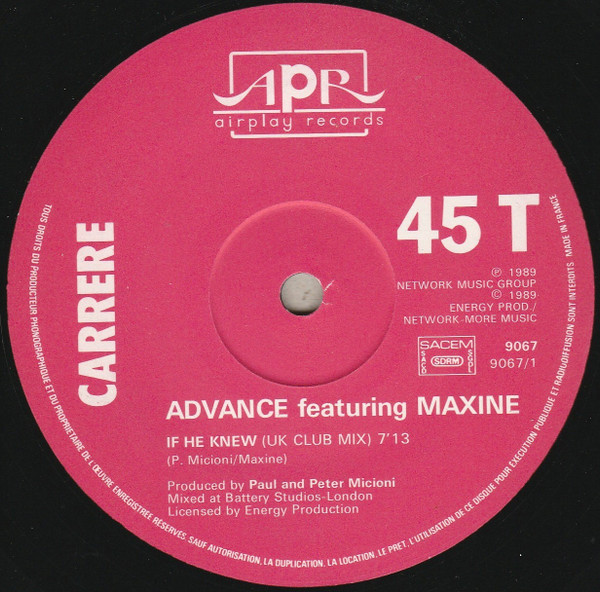 APR
airplay records
CARRERE
45 T
℗ 1989
NETWORK MUSIC GROUP
© 1989
ENERGY PROD./
NETWORK-MORE MUSIC
SACEM
SACD
SDRM
SGDL
9067
9067/1
ADVANCE featuring MAXINE
IF HE KNEW (UK CLUB MIX) 7'13
(P. Micioni/Maxine)
Produced by Paul and Peter Micioni
Mixed at Battery Studios-London
Licensed by Energy Production
TOUS DROITS DU PRODUCTEUR PHONOGRAPHIQUE ET DU PROPRIETAIRE DE L'ŒUVRE ENREGISTREE RESERVES. SAUF AUTORISATION, LA DUPLICATION, LA LOCATION, LE PRET, L'UTILISATION DE CE DISQUE POUR EXECUTION PUBLIQUE ET RADIODIFFUSION SONT INTERDITS. MADE IN FRANCE